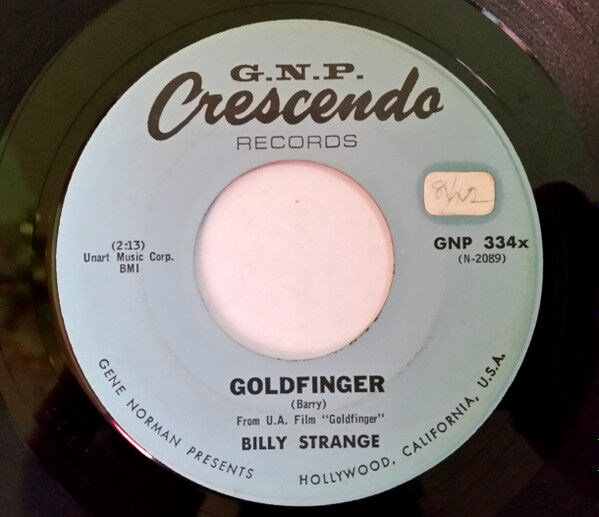 G.N.P.
Crescendo
RECORDS
(2:13)
Unart Music Corp.
BMI
GNP 334x
(N-2089)
GOLDFINGER
(Barry)
From U.A. Film "Goldfinger"
BILLY STRANGE
GENE NORMAN PRESENTS
HOLLYWOOD, CALIFORNIA, U.S.A.